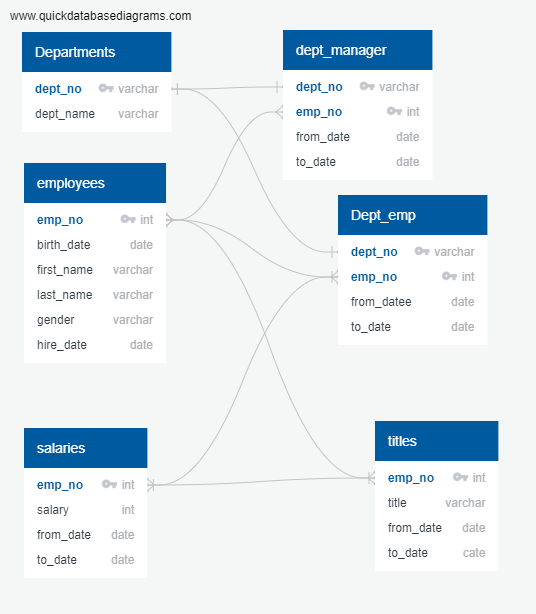 www.quickdatabasediagrams.com
Departments
dept_no varchar
dept_name varchar
dept_manager
dept_no varchar
emp_no int
from_date date
to_date date
employees
emp_no int
birth_date date
first_name varchar
last_name varchar
gender varchar
hire_date date
Dept_emp
dept_no varchar
emp_no int
from_datee date
to_date date
salaries
emp_no int
salary int
from_date date
to_date date
titles
emp_no int
title varchar
from_date date
to_date cate